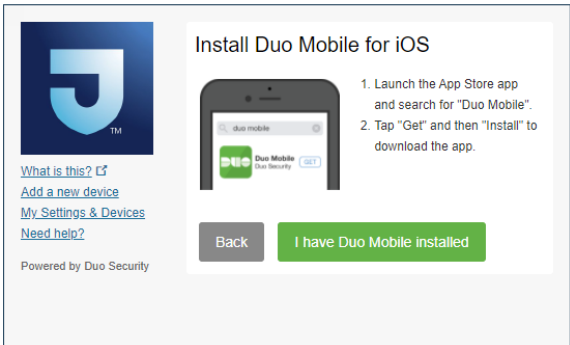 TM
What is this?
Add a new device
My Settings & Devices
Need help?
Powered by Duo Security
Install Duo Mobile for iOS
duo mobile
DUO
Duo Mobile
Duo Security
GET
1. Launch the App Store app
and search for "Duo Mobile".
2. Tap "Get" and then "Install" to
download the app.
Back
I have Duo Mobile installed